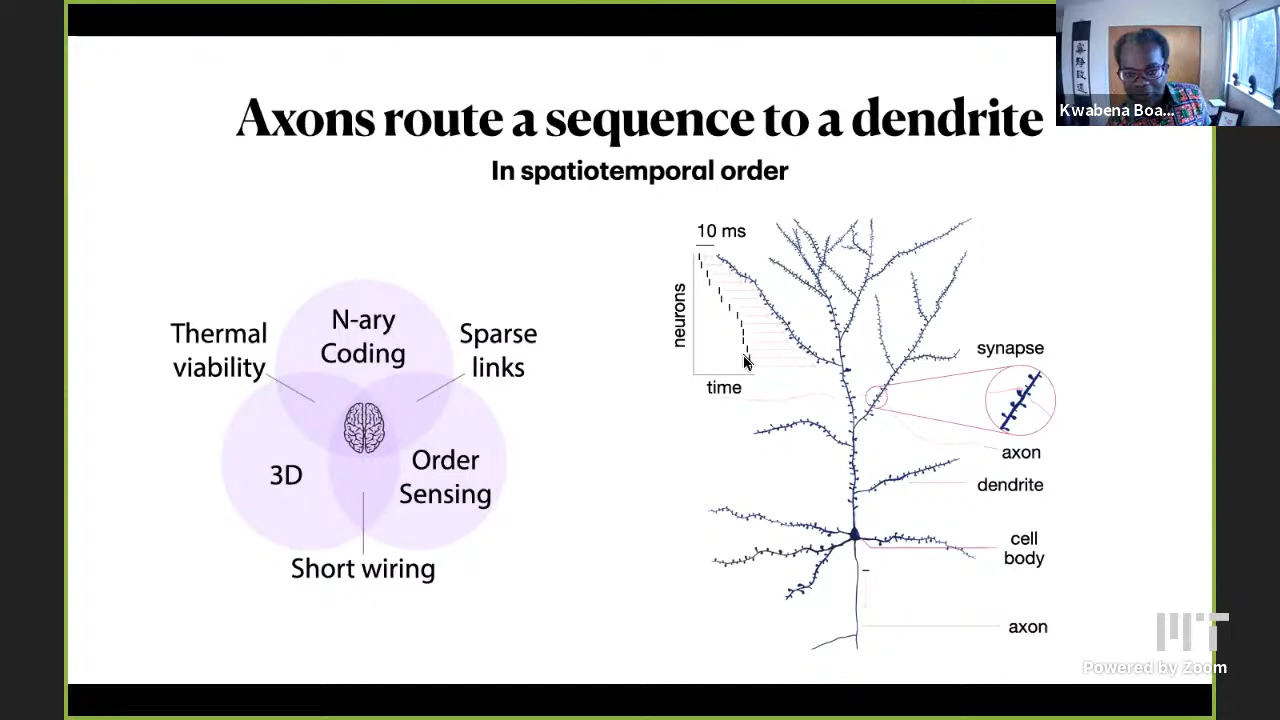 Axons route a sequence to a dendrite
In spatiotemporal order
Kwabena Boa...
Thermal
viability
N-ary
Coding
Sparse
links
3D
Order
Sensing
Short wiring
10 ms
neurons
time
synapse
axon
dendrite
cell
body
axon
MIT
Powered by Zoom